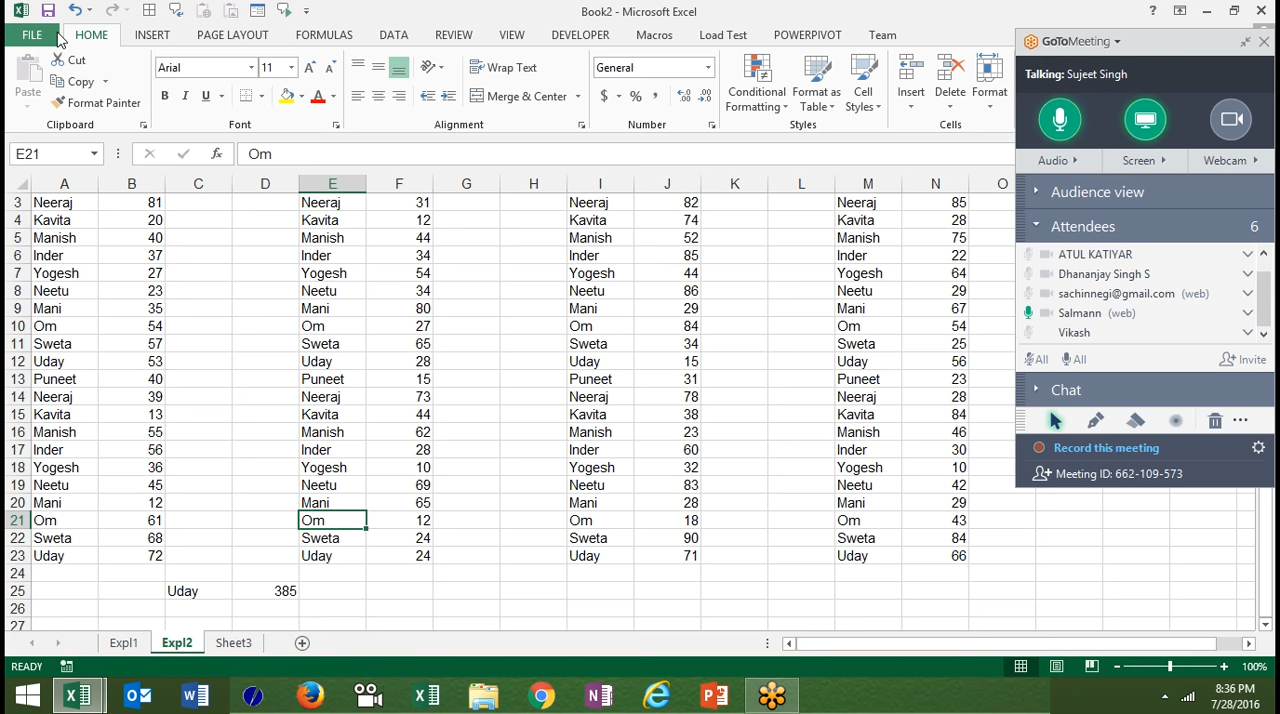 Book2 - Microsoft Excel
FILE HOME INSERT PAGE LAYOUT FORMULAS DATA REVIEW VIEW DEVELOPER Macros Load Test POWERPIVOT Team
Paste Cut Copy Format Painter Clipboard
Arial 11 B I U A Font
Wrap Text Merge & Center Alignment
General $ % , Number
Conditional Formatting Format as Table Cell Styles Styles
Insert Delete Format Cells
E21 fx Om
A B C D E F G H I J K L M N O
3 Neeraj 81 Neeraj 31 Neeraj 82 Neeraj 85
4 Kavita 20 Kavita 12 Kavita 74 Kavita 28
5 Manish 40 Manish 44 Manish 52 Manish 75
6 Inder 37 Inder 34 Inder 85 Inder 22
7 Yogesh 27 Yogesh 54 Yogesh 44 Yogesh 64
8 Neetu 23 Neetu 34 Neetu 86 Neetu 29
9 Mani 35 Mani 80 Mani 29 Mani 67
10 Om 54 Om 27 Om 84 Om 54
11 Sweta 57 Sweta 65 Sweta 34 Sweta 25
12 Uday 53 Uday 28 Uday 15 Uday 56
13 Puneet 40 Puneet 15 Puneet 31 Puneet 23
14 Neeraj 39 Neeraj 73 Neeraj 78 Neeraj 28
15 Kavita 13 Kavita 44 Kavita 38 Kavita 84
16 Manish 55 Manish 62 Manish 23 Manish 46
17 Inder 56 Inder 28 Inder 60 Inder 30
18 Yogesh 36 Yogesh 10 Yogesh 32 Yogesh 10
19 Neetu 45 Neetu 69 Neetu 83 Neetu 42
20 Mani 12 Mani 65 Mani 28 Mani 29
21 Om 61 Om 12 Om 18 Om 43
22 Sweta 68 Sweta 24 Sweta 90 Sweta 84
23 Uday 72 Uday 24 Uday 71 Uday 66
24
25 Uday 385
26
27
Expl1 Expl2 Sheet3
READY 100%
GoToMeeting
Talking: Sujeet Singh
Audio Screen Webcam
Audience view
Attendees 6
ATUL KATIYAR
Dhananjay Singh S
sachinnegi@gmail.com (web)
Salmann (web)
Vikash
All All Invite
Chat
Record this meeting
Meeting ID: 662-109-573
8:36 PM
7/28/2016